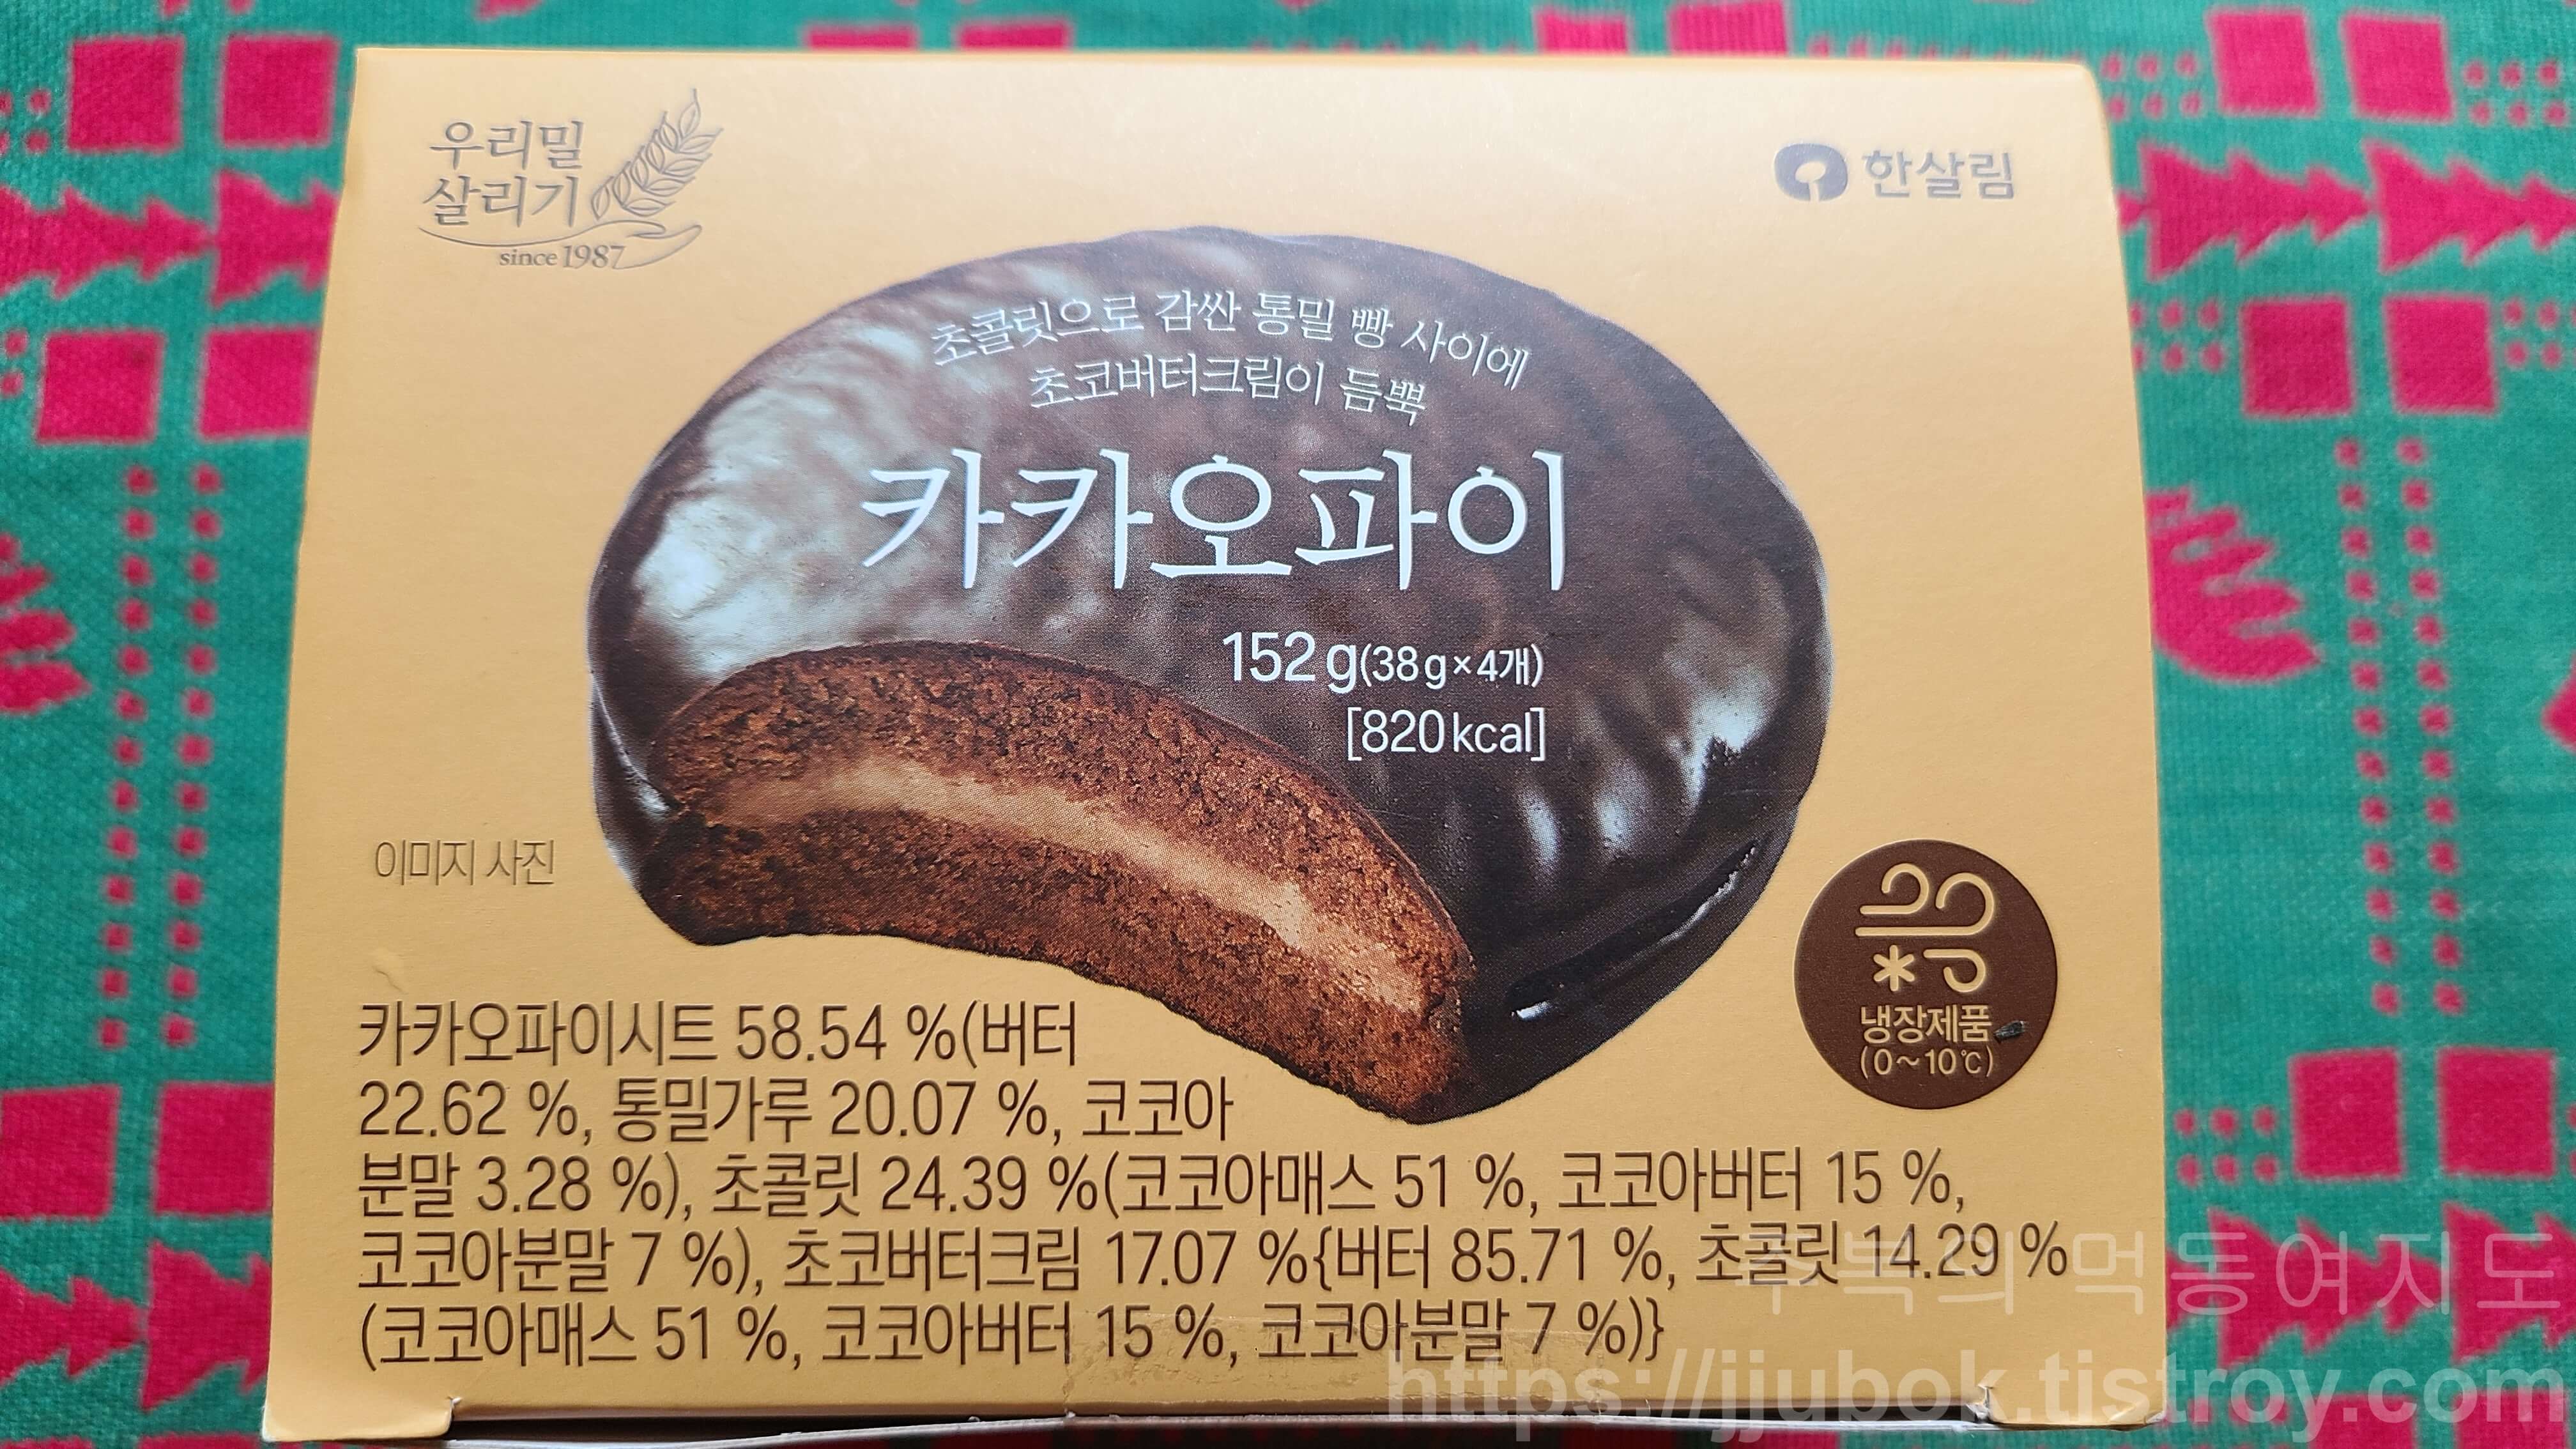 우리밀
살리기
since 1987
한살림
초콜릿으로 감싼 통밀 빵 사이에
초코버터크림이 듬뿍
카카오파이
152 g(38 g×4개)
[820 kcal]
이미지 사진
냉장제품
(0~10℃)
카카오파이시트 58.54 %(버터
22.62 %, 통밀가루 20.07 %, 코코아
분말 3.28 %), 초콜릿 24.39 %(코코아매스 51 %, 코코아버터 15 %,
코코아분말 7 %), 초코버터크림 17.07 %{버터 85.71 %, 초콜릿 14.29 %
(코코아매스 51 %, 코코아버터 15 %, 코코아분말 7 %)}
쭈복의 먹동여지도
https://jjubok.tistroy.com